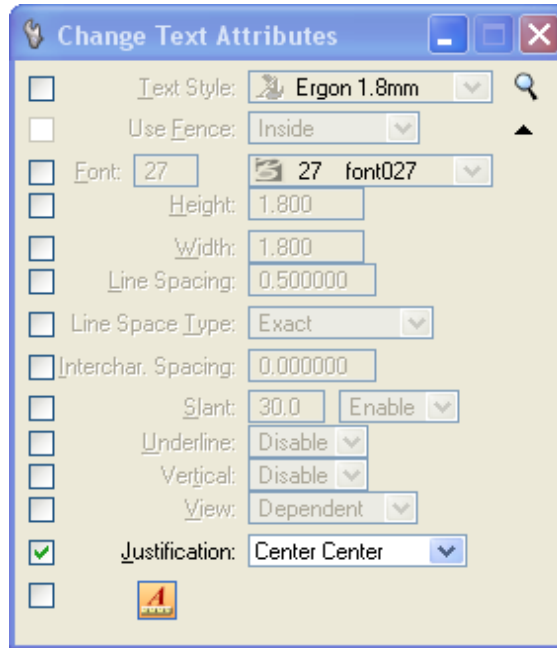 Change Text Attributes
Text Style: Ergon 1.8mm
Use Fence: Inside
Font: 27 27 font027
Height: 1.800
Width: 1.800
Line Spacing: 0.500000
Line Space Type: Exact
Interchar. Spacing: 0.000000
Slant: 30.0 Enable
Underline: Disable
Vertical: Disable
View: Dependent
Justification: Center Center
A